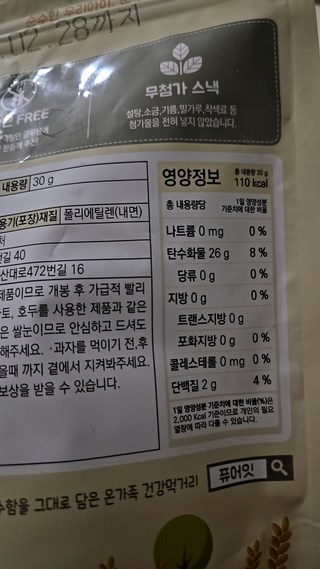 순수한 우리아이
.12.28까지
FREE
무첨가 스낵
설탕,소금,기름,밀가루,착색료 등
첨가물을 전혀 넣지 않았습니다.
내용량 30 g
용기(포장)재질 폴리에틸렌(내면)
번길 40
산대로472번길 16
제품이므로 개봉 후 가급적 빨리
호두를 사용한 제품과 같은
은 쌀눈이므로 안심하고 드셔도
해주세요. ·과자를 먹이기 전,후
을때 까지 곁에서 지켜봐주세요.
보상을 받을 수 있습니다.
영양정보 총 내용량 30 g
110 kcal
총 내용량당 1일 영양성분
기준치에 대한 비율
나트륨 0 mg 0 %
탄수화물 26 g 8 %
당류 0 g 0 %
지방 0 g 0 %
트랜스지방 0 g
포화지방 0 g 0 %
콜레스테롤 0 mg 0 %
단백질 2 g 4 %
1일 영양성분 기준치에 대한 비율(%)은
2,000 Kcal 기준이므로 개인의 필요
열량에 따라 다를 수 있습니다.
퓨어잇
수함을 그대로 담은 온가족 건강먹거리